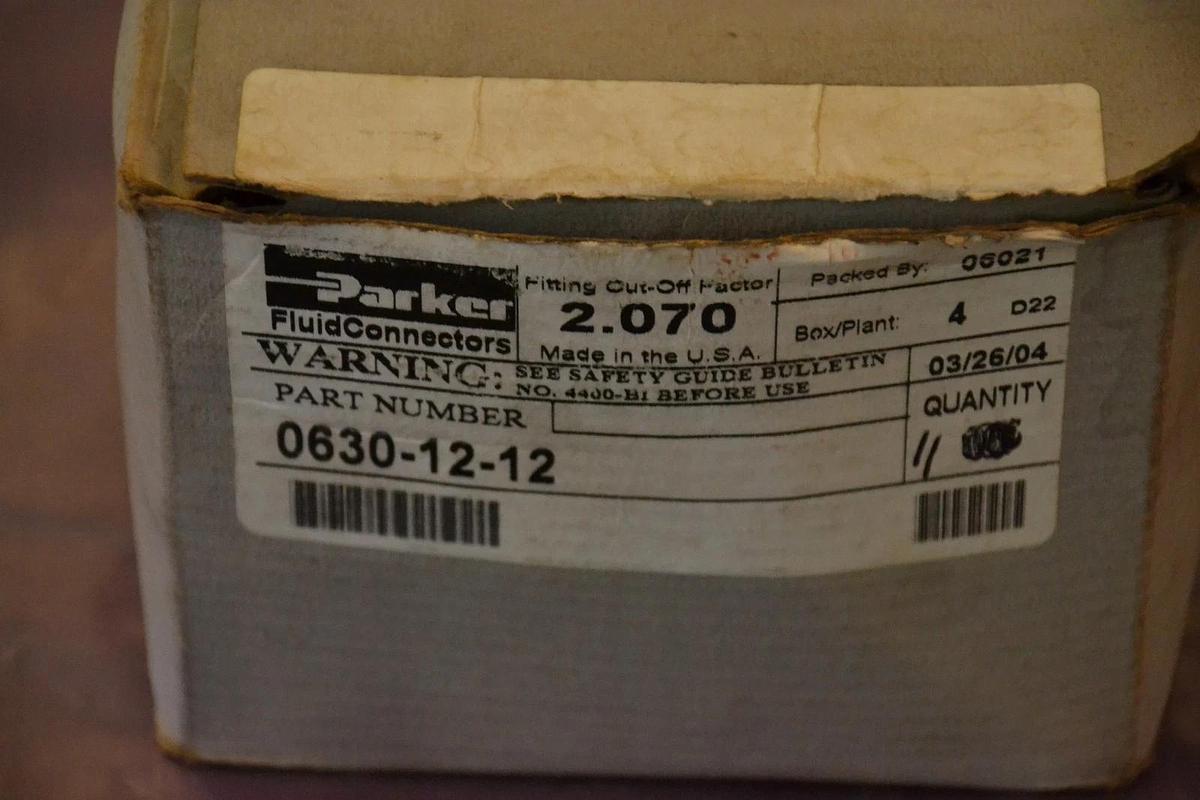 Parker
FluidConnectors
Fitting Cut-Off Factor
2.070
Made in the U.S.A.
Packed By: 06021
Box/Plant: 4 D22
WARNING: SEE SAFETY GUIDE BULLETIN
NO. 4400-B1 BEFORE USE
03/26/04
PART NUMBER
0630-12-12
QUANTITY
11